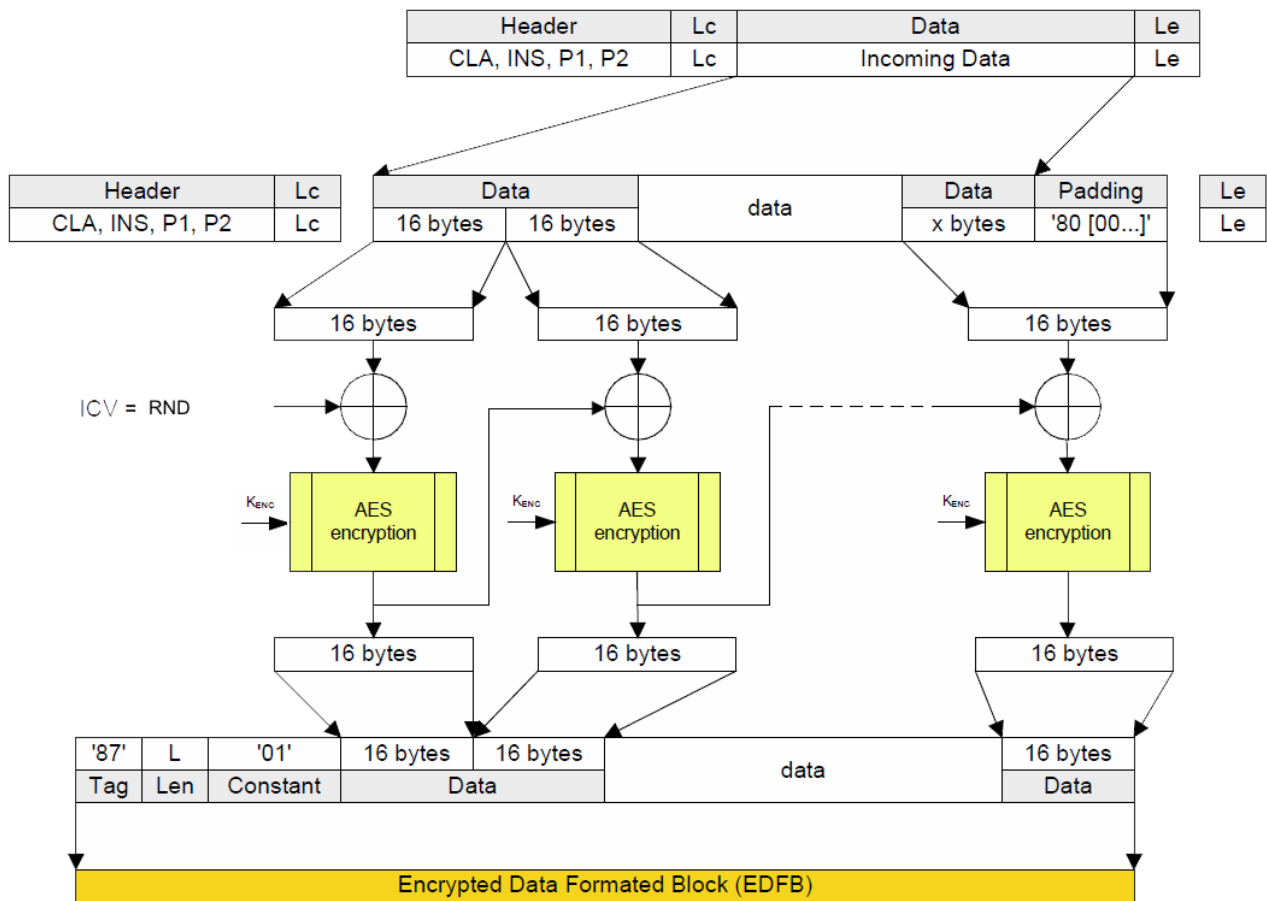 Header Lc Data Le
CLA, INS, P1, P2 Lc Incoming Data Le
Header Lc Data data Data Padding Le
CLA, INS, P1, P2 Lc 16 bytes 16 bytes x bytes '80 [00...]' Le
16 bytes 16 bytes 16 bytes
ICV = RND
KENC AES encryption KENC AES encryption KENC AES encryption
16 bytes 16 bytes 16 bytes
'87' L '01' 16 bytes 16 bytes data 16 bytes
Tag Len Constant Data Data
Encrypted Data Formated Block (EDFB)